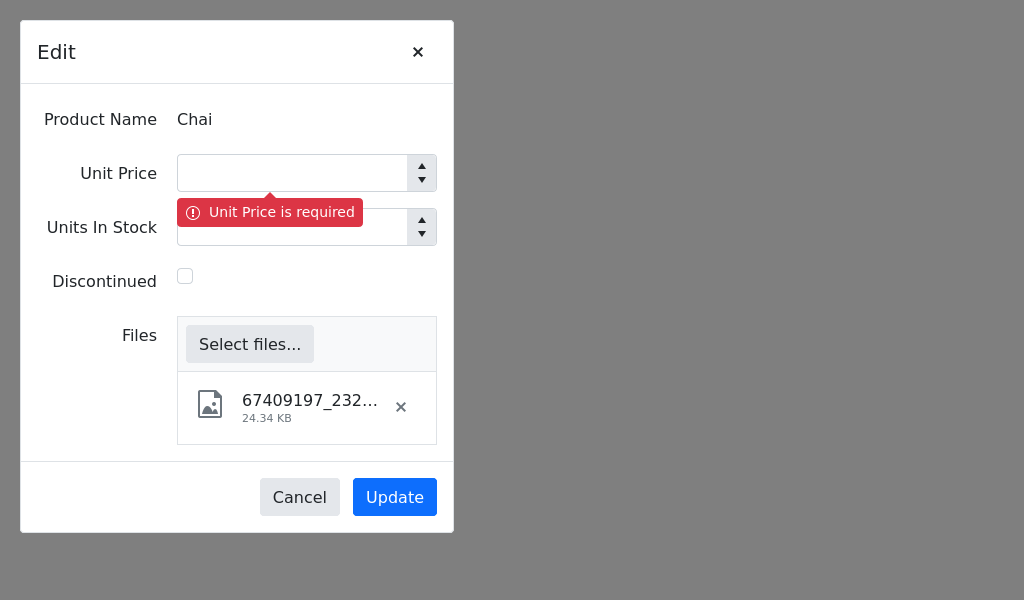 Edit
Product Name Chai
Unit Price
Unit Price is required
Units In Stock
Discontinued
Files
Select files...
67409197_232...
24.34 KB
Cancel Update